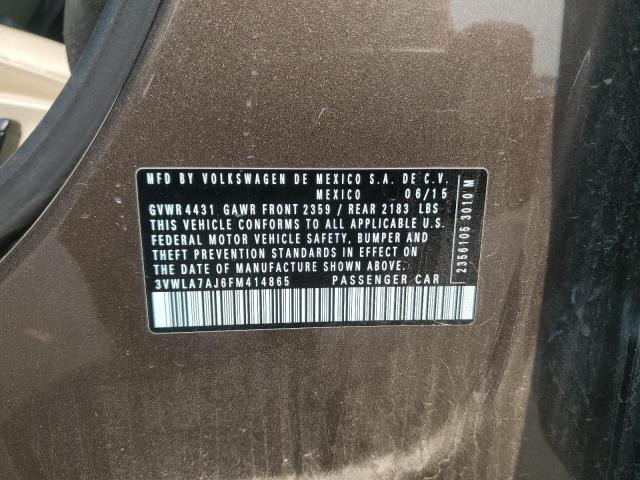 MFD BY VOLKSWAGEN DE MEXICO S.A. DE C.V.
MEXICO 06/15
GVWR 4431 GAWR FRONT 2359 / REAR 2183 LBS
THIS VEHICLE CONFORMS TO ALL APPLICABLE U.S.
FEDERAL MOTOR VEHICLE SAFETY, BUMPER AND
THEFT PREVENTION STANDARDS IN EFFECT ON
THE DATE OF MANUFACTURE SHOWN ABOVE.
3VWLA7AJ6FM414865 PASSENGER CAR
2356106 3010 M